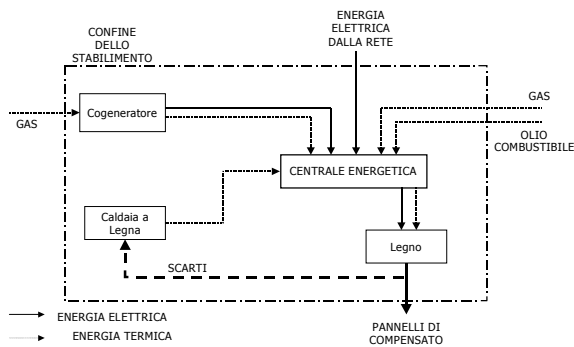 ENERGIA
ELETTRICA
DALLA RETE
CONFINE
DELLO
STABILIMENTO
GAS
Cogeneratore
GAS
OLIO
COMBUSTIBILE
CENTRALE ENERGETICA
Caldaia a
Legna
Legno
SCARTI
ENERGIA ELETTRICA
ENERGIA TERMICA
PANNELLI DI
COMPENSATO